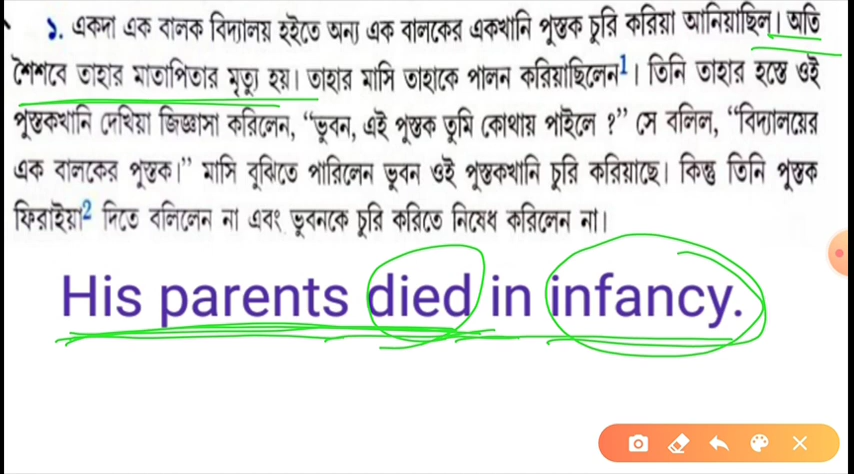 ১. একদা এক বালক বিদ্যালয় হইতে অন্য এক বালকের একখানি পুস্তক চুরি করিয়া আনিয়াছিল। অতি
শৈশবে তাহার মাতাপিতার মৃত্যু হয়। তাহার মাসি তাহাকে পালন করিয়াছিলেন¹। তিনি তাহার হস্তে ওই
পুস্তকখানি দেখিয়া জিজ্ঞাসা করিলেন, “ভুবন, এই পুস্তক তুমি কোথায় পাইলে ?” সে বলিল, “বিদ্যালয়ের
এক বালকের পুস্তক।” মাসি বুঝিতে পারিলেন ভুবন ওই পুস্তকখানি চুরি করিয়াছে। কিন্তু তিনি পুস্তক
ফিরাইয়া² দিতে বলিলেন না এবং ভুবনকে চুরি করিতে নিষেধ করিলেন না।
His parents died in infancy.